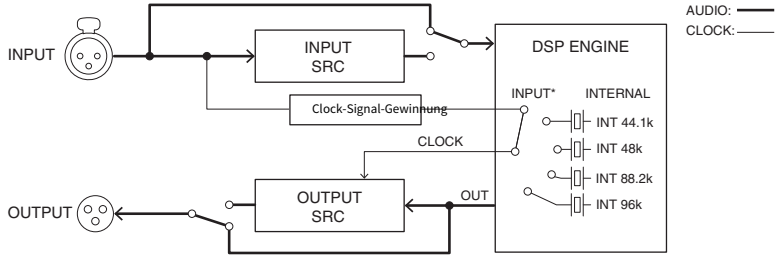 AUDIO:
CLOCK:
INPUT
INPUT
SRC
DSP ENGINE
INPUT*
INTERNAL
Clock-Signal-Gewinnung
INT 44.1k
CLOCK
INT 48k
INT 88.2k
OUTPUT
SRC
OUT
INT 96k
OUTPUT